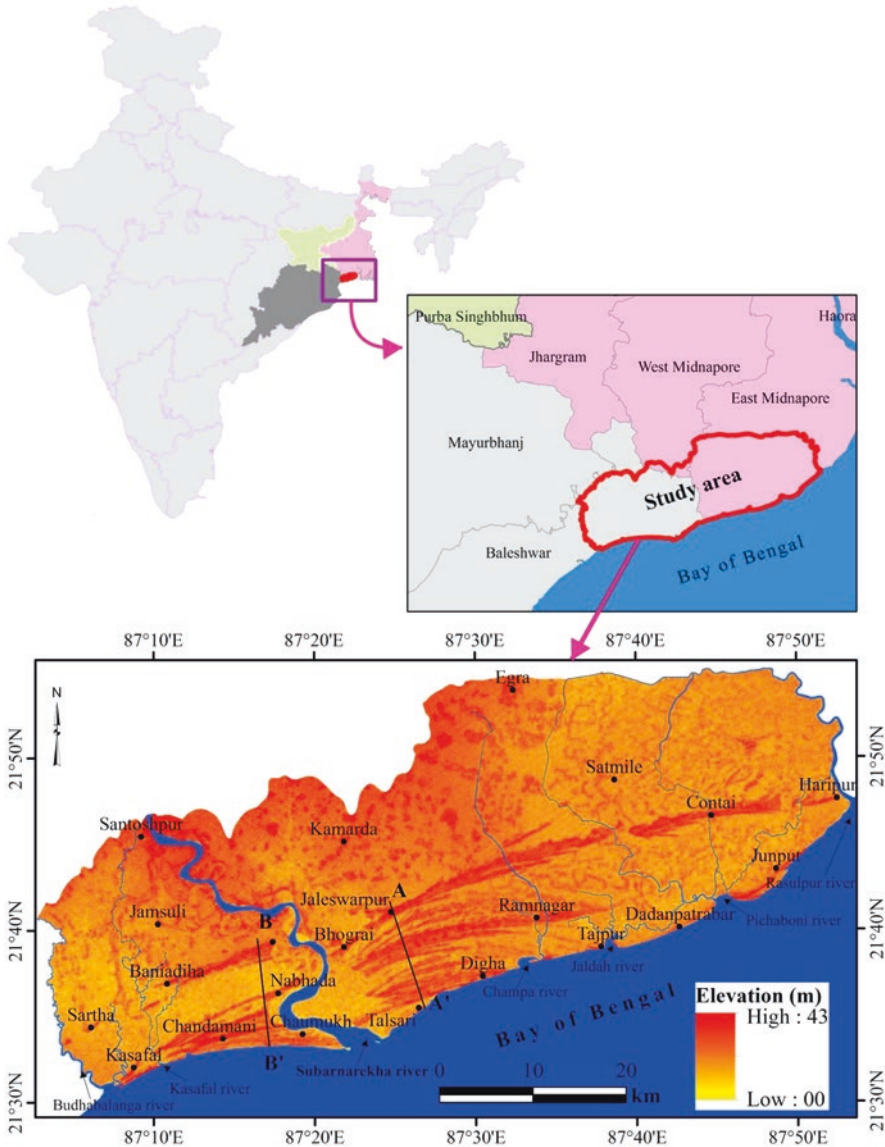 Purba Singhbhum
Haora
Jhargram
West Midnapore
East Midnapore
Mayurbhanj
Study area
Baleshwar
Bay of Bengal
87°10'E
87°20'E
87°30'E
87°40'E
87°50'E
N
Egra
21°50'N
21°50'N
Satmile
Haripur
Contai
Santoshpur
Kamarda
Junput
Rasulpur river
A
Jaleswarpur
Ramnagar
Dadanpatrabar
Pichaboni river
Jamsuli
B
Bhograi
Tajpur
21°40'N
21°40'N
Digha
Jaldah river
Baniadiha
Nabhada
Champa river
A'
Sartha
Chandamani
Chaumukh
Talsari
Bay of Bengal
Elevation (m)
High : 43
Low : 00
Kasafal
B'
Subarnarekha river
Kasafal river
0
10
20
km
Budhabalanga river
21°30'N
21°30'N
87°10'E
87°20'E
87°30'E
87°40'E
87°50'E